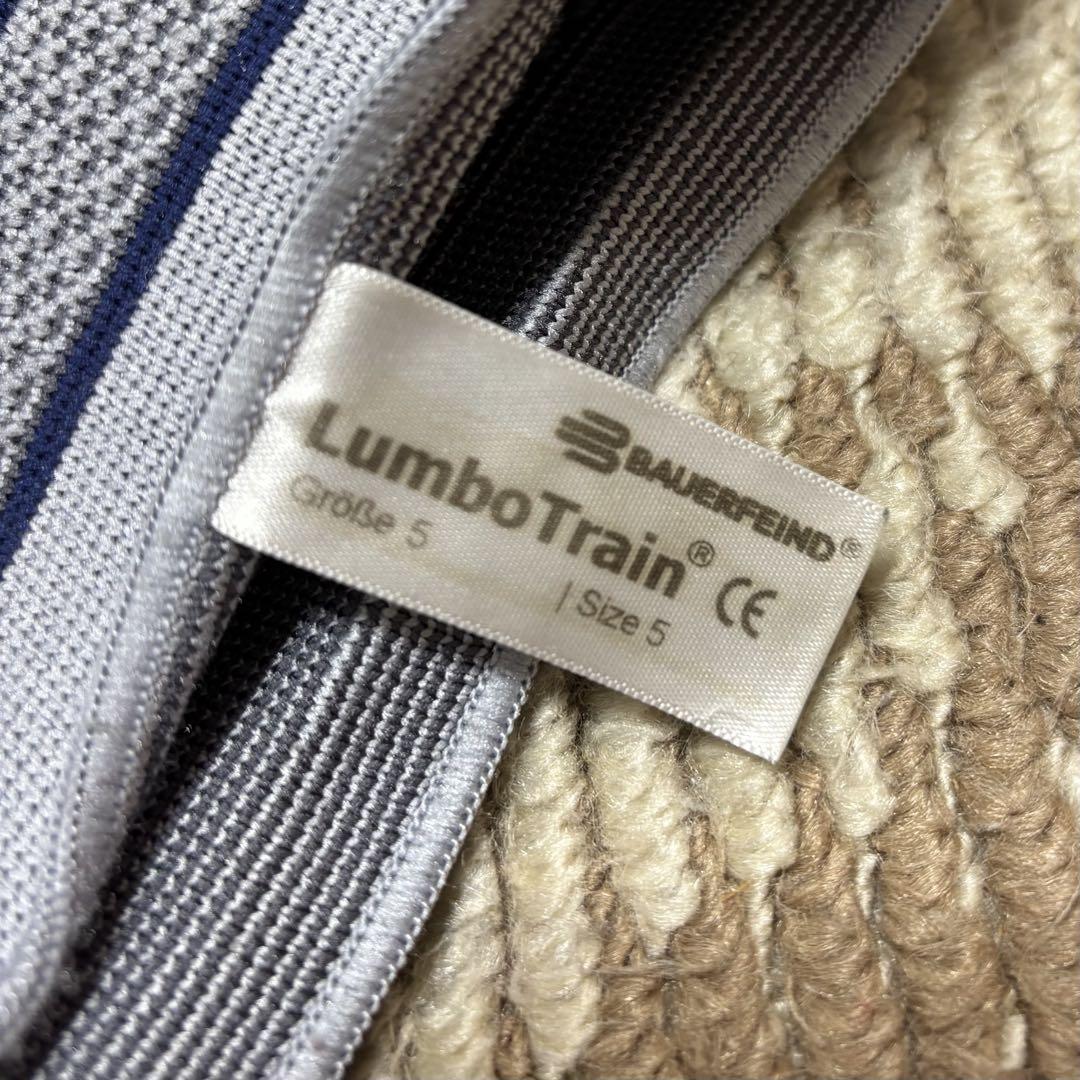 BAUERFEIND®
LumboTrain® CE
Größe 5 | Size 5